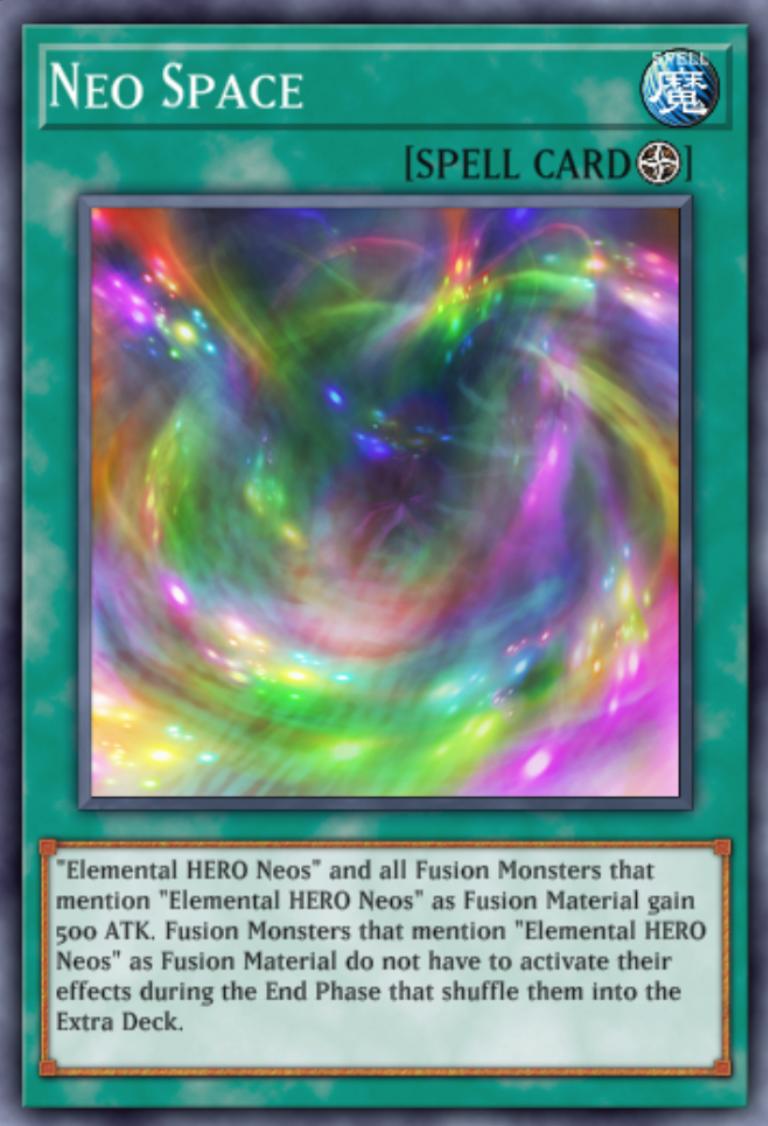 Neo Space
SPELL
魔
[SPELL CARD]
"Elemental HERO Neos" and all Fusion Monsters that
mention "Elemental HERO Neos" as Fusion Material gain
500 ATK. Fusion Monsters that mention "Elemental HERO
Neos" as Fusion Material do not have to activate their
effects during the End Phase that shuffle them into the
Extra Deck.